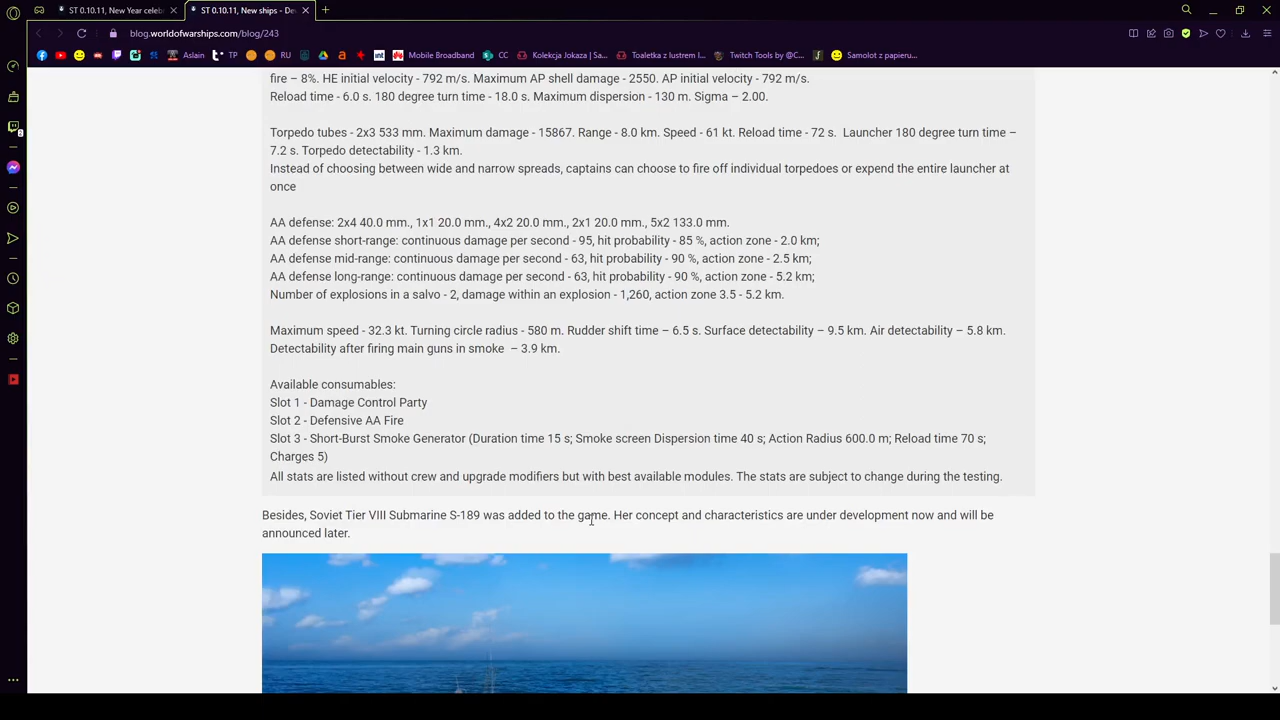 ST 0.10.11, New Year celeb
ST 0.10.11, New ships - De
blog.worldofwarships.com/blog/243
Aslain
TP
RU
int
Mobile Broadband
CC
Kolekcja Jokaza | Sa...
Toaletka z lustrem I...
Twitch Tools by @C...
Samolot z papieru...
2
fire – 8%. HE initial velocity - 792 m/s. Maximum AP shell damage - 2550. AP initial velocity - 792 m/s.
Reload time - 6.0 s. 180 degree turn time - 18.0 s. Maximum dispersion - 130 m. Sigma – 2.00.
Torpedo tubes - 2x3 533 mm. Maximum damage - 15867. Range - 8.0 km. Speed - 61 kt. Reload time - 72 s. Launcher 180 degree turn time –
7.2 s. Torpedo detectability - 1.3 km.
Instead of choosing between wide and narrow spreads, captains can choose to fire off individual torpedoes or expend the entire launcher at
once
AA defense: 2x4 40.0 mm., 1x1 20.0 mm., 4x2 20.0 mm., 2x1 20.0 mm., 5x2 133.0 mm.
AA defense short-range: continuous damage per second - 95, hit probability - 85 %, action zone - 2.0 km;
AA defense mid-range: continuous damage per second - 63, hit probability - 90 %, action zone - 2.5 km;
AA defense long-range: continuous damage per second - 63, hit probability - 90 %, action zone - 5.2 km;
Number of explosions in a salvo - 2, damage within an explosion - 1,260, action zone 3.5 - 5.2 km.
Maximum speed - 32.3 kt. Turning circle radius - 580 m. Rudder shift time – 6.5 s. Surface detectability – 9.5 km. Air detectability – 5.8 km.
Detectability after firing main guns in smoke – 3.9 km.
Available consumables:
Slot 1 - Damage Control Party
Slot 2 - Defensive AA Fire
Slot 3 - Short-Burst Smoke Generator (Duration time 15 s; Smoke screen Dispersion time 40 s; Action Radius 600.0 m; Reload time 70 s;
Charges 5)
All stats are listed without crew and upgrade modifiers but with best available modules. The stats are subject to change during the testing.
Besides, Soviet Tier VIII Submarine S-189 was added to the game. Her concept and characteristics are under development now and will be
announced later.